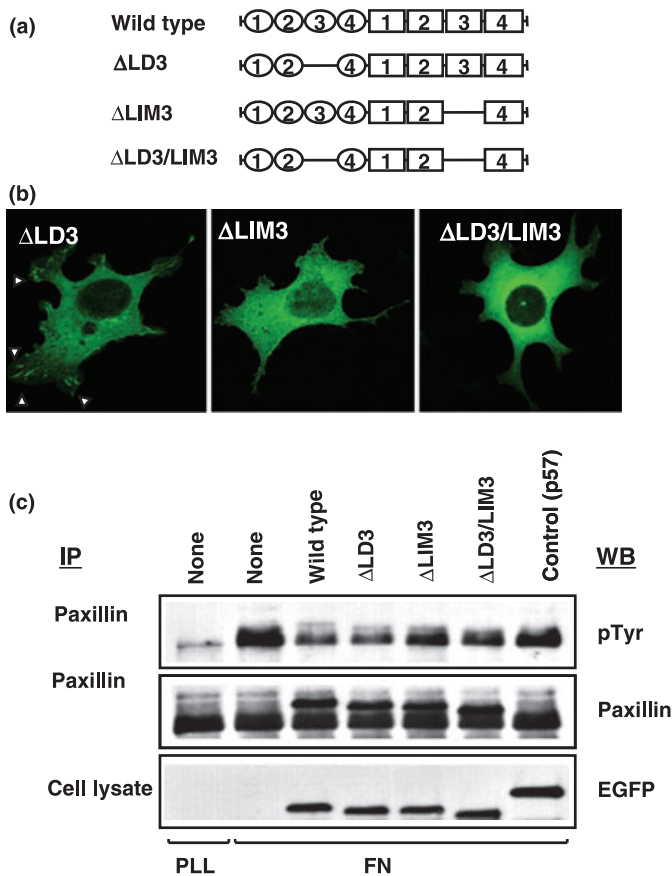 (a)
Wild type 1 2 3 4 1 2 3 4
ΔLD3 1 2 4 1 2 3 4
ΔLIM3 1 2 3 4 1 2 4
ΔLD3/LIM3 1 2 4 1 2 4
(b)
ΔLD3 ΔLIM3 ΔLD3/LIM3
(c)
IP None None Wild type ΔLD3 ΔLIM3 ΔLD3/LIM3 Control (p57) WB
Paxillin pTyr
Paxillin Paxillin
Cell lysate EGFP
PLL FN